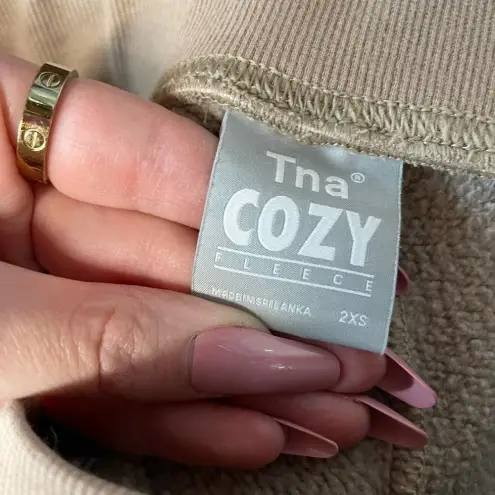 Tna®
COZY
FLEECE
MADE IN SRI LANKA 2XS